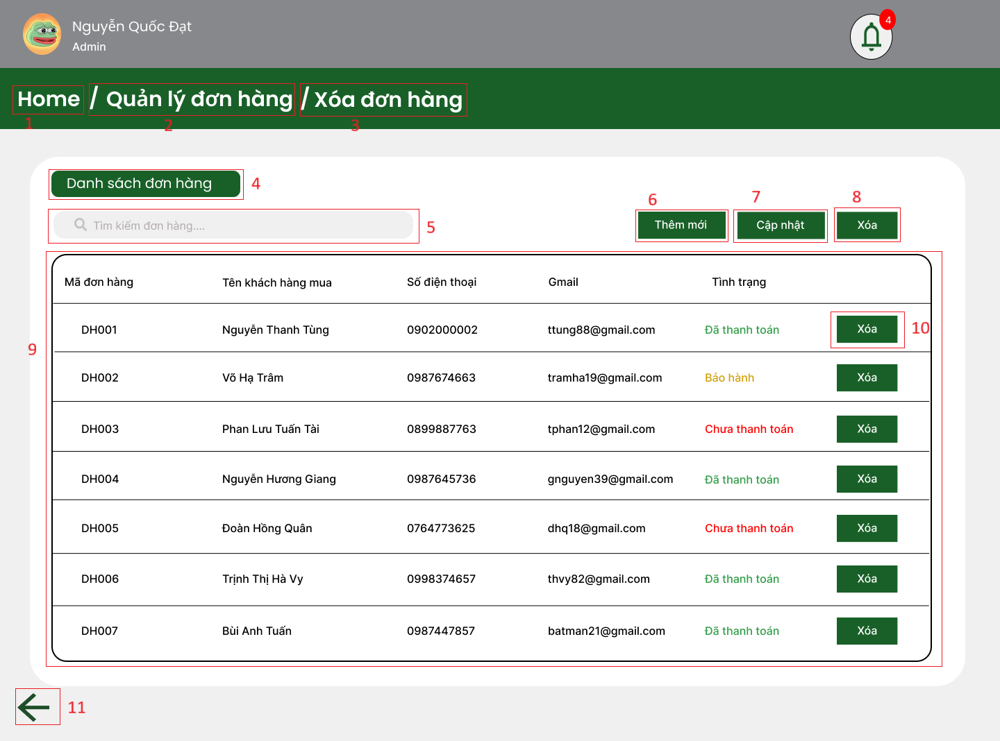 Nguyễn Quốc Đạt
4
Admin
Home / Quản lý đơn hàng / Xóa đơn hàng
1 2 3
Danh sách đơn hàng 4
6 7 8
Tìm kiếm đơn hàng.... 5 Thêm mới Cập nhật Xóa
Mã đơn hàng Tên khách hàng mua Số điện thoại Gmail Tình trạng
DH001 Nguyễn Thanh Tùng 0902000002 ttung88@gmail.com Đã thanh toán Xóa 10
9
DH002 Võ Hạ Trâm 0987674663 tramha19@gmail.com Bảo hành Xóa
DH003 Phan Lưu Tuấn Tài 0899887763 tphan12@gmail.com Chưa thanh toán Xóa
DH004 Nguyễn Hương Giang 0987645736 gnguyen39@gmail.com Đã thanh toán Xóa
DH005 Đoàn Hồng Quân 0764773625 dhq18@gmail.com Chưa thanh toán Xóa
DH006 Trịnh Thị Hà Vy 0998374657 thvy82@gmail.com Đã thanh toán Xóa
DH007 Bùi Anh Tuấn 0987447857 batman21@gmail.com Đã thanh toán Xóa
11